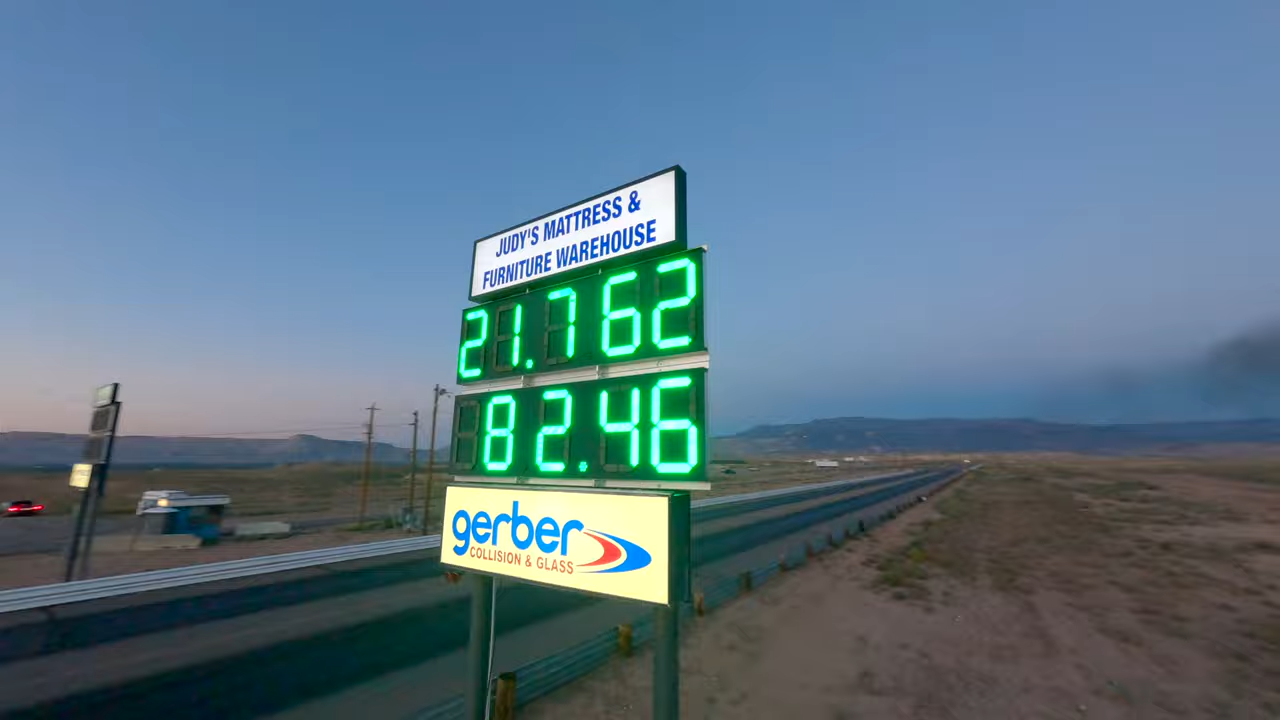 JUDY'S MATTRESS &
FURNITURE WAREHOUSE
21.762
82.46
gerber
COLLISION & GLASS